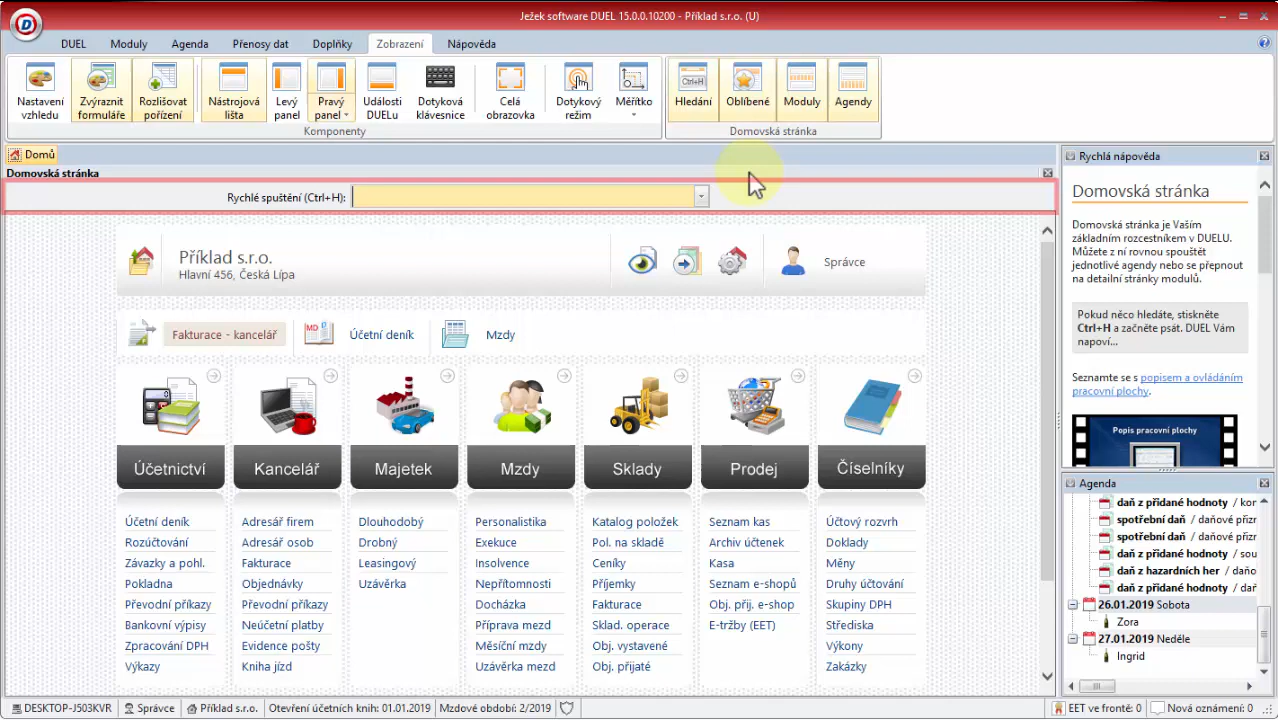 Ježek software DUEL 15.0.0.10200 - Příklad s.r.o. (U)
DUEL Moduly Agenda Přenosy dat Doplňky Zobrazení Nápověda
Nastavení vzhledu
Zvýraznit formuláře
Rozlišovat pořízení
Nástrojová lišta
Levý panel
Pravý panel
Události DUELu
Dotyková klávesnice
Celá obrazovka
Dotykový režim
Měřítko
Komponenty
Ctrl+H
Hledání
Oblíbené
Moduly
Agendy
Domovská stránka
Domů
Domovská stránka
Rychlé spuštění (Ctrl+H):
Příklad s.r.o.
Hlavní 456, Česká Lípa
Správce
Fakturace - kancelář
MD D
Účetní deník
Mzdy
Účetnictví
Účetní deník
Rozúčtování
Závazky a pohl.
Pokladna
Převodní příkazy
Bankovní výpisy
Zpracování DPH
Výkazy
Kancelář
Adresář firem
Adresář osob
Fakturace
Objednávky
Převodní příkazy
Neúčetní platby
Evidence pošty
Kniha jízd
Majetek
Dlouhodobý
Drobný
Leasingový
Uzávěrka
Mzdy
Personalistika
Exekuce
Insolvence
Nepřítomnosti
Docházka
Příprava mezd
Měsíční mzdy
Uzávěrka mezd
Sklady
Katalog položek
Pol. na skladě
Ceníky
Příjemky
Fakturace
Sklad. operace
Obj. vystavené
Obj. přijaté
Prodej
Seznam kas
Archiv účtenek
Kasa
Seznam e-shopů
Obj. přij. e-shop
E-tržby (EET)
Číselníky
Účtový rozvrh
Doklady
Měny
Druhy účtování
Skupiny DPH
Střediska
Výkony
Zakázky
Rychlá nápověda
Domovská stránka
Domovská stránka je Vaším
základním rozcestníkem v DUELU.
Můžete z ní rovnou spouštět
jednotlivé agendy nebo se přepnout
na detailní stránky modulů.
Pokud něco hledáte, stiskněte
Ctrl+H a začněte psát. DUEL Vám
napoví...
Seznamte se s popisem a ovládáním
pracovní plochy.
Popis pracovní plochy
Agenda
daň z přidané hodnoty / kor
spotřební daň / daňové přizr
spotřební daň / daňové přizr
daň z přidané hodnoty / sou
daň z hazardních her / daňo
daň z přidané hodnoty / daň
26.01.2019 Sobota
Zora
27.01.2019 Neděle
Ingrid
DESKTOP-J503KVR Správce Příklad s.r.o. Otevření účetních knih: 01.01.2019 Mzdové období: 2/2019 EET ve frontě: 0 Nová oznámení: 0